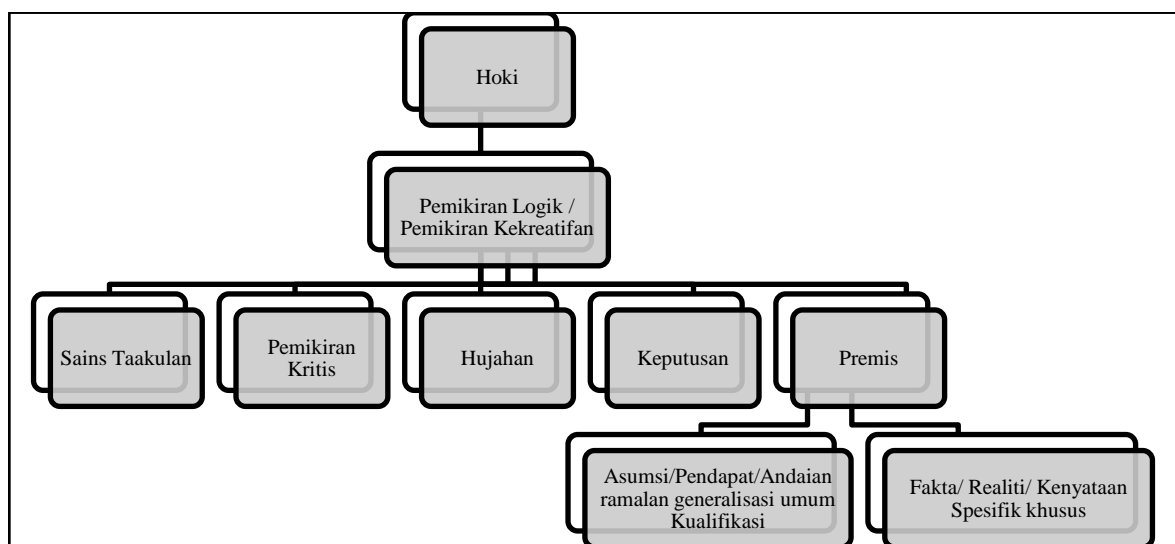 Hoki
Pemikiran Logik /
Pemikiran Kekreatifan
Sains Taakulan
Pemikiran
Kritis
Hujahan
Keputusan
Premis
Asumsi/Pendapat/Andaian
ramalan generalisasi umum
Kualifikasi
Fakta/ Realiti/ Kenyataan
Spesifik khusus